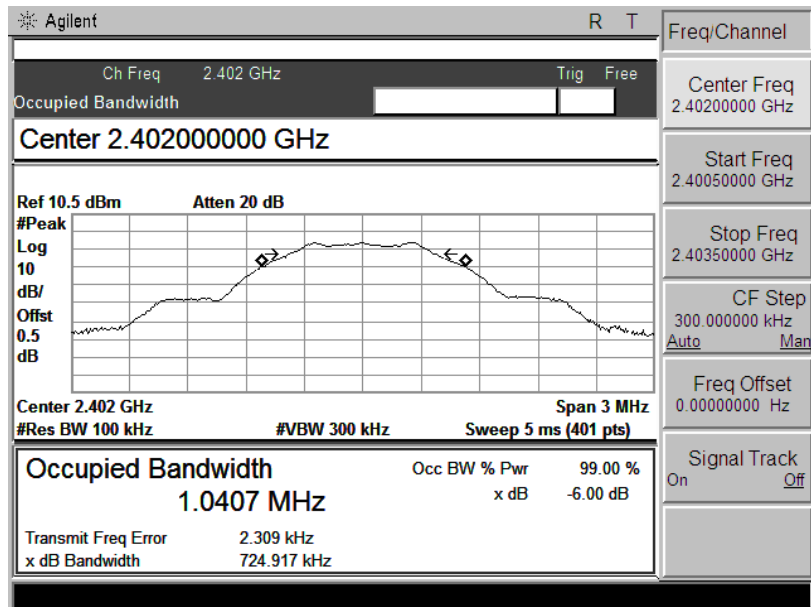 Agilent R T
Ch Freq 2.402 GHz Trig Free
Occupied Bandwidth
Center 2.402000000 GHz
Ref 10.5 dBm Atten 20 dB
#Peak
Log
10
dB/
Offst
0.5
dB
Center 2.402 GHz Span 3 MHz
#Res BW 100 kHz #VBW 300 kHz Sweep 5 ms (401 pts)
Occupied Bandwidth Occ BW % Pwr 99.00 %
1.0407 MHz x dB -6.00 dB
Transmit Freq Error 2.309 kHz
x dB Bandwidth 724.917 kHz
Freq/Channel
Center Freq
2.40200000 GHz
Start Freq
2.40050000 GHz
Stop Freq
2.40350000 GHz
CF Step
300.000000 kHz
Auto Man
Freq Offset
0.00000000 Hz
Signal Track
On Off